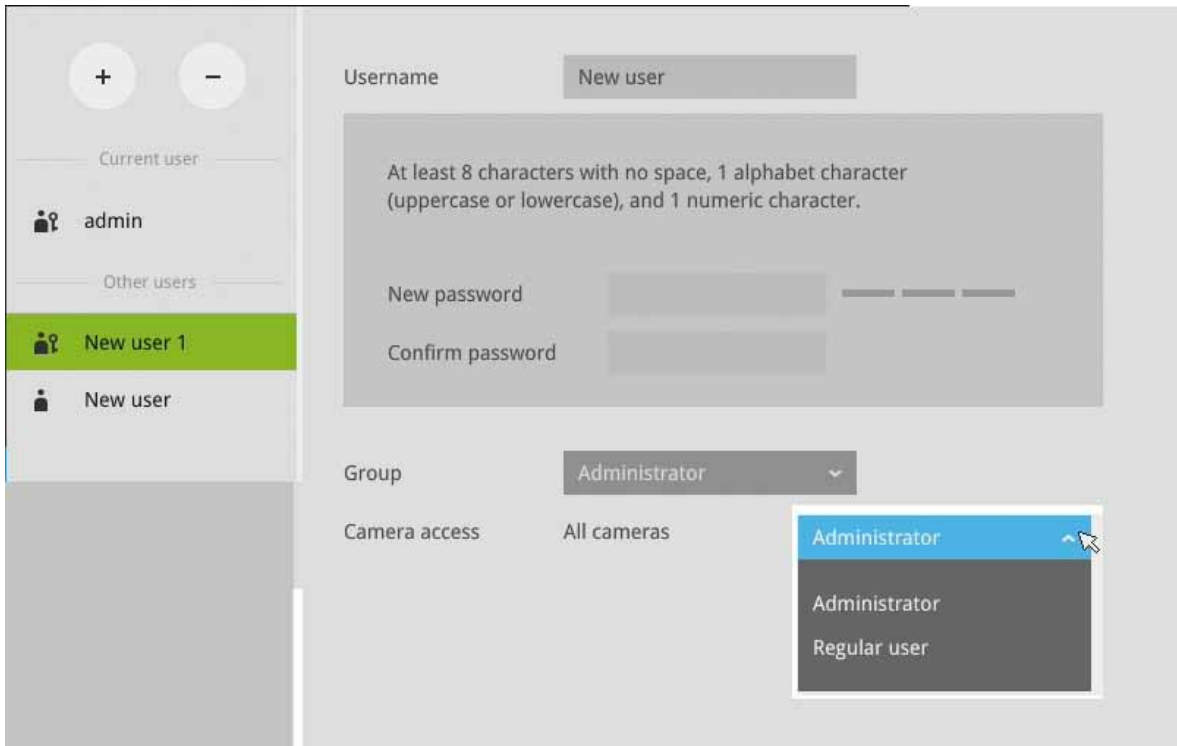 + -
Current user
admin
Other users
New user 1
New user
Username New user
At least 8 characters with no space, 1 alphabet character
(uppercase or lowercase), and 1 numeric character.
New password
Confirm password
Group Administrator
Camera access All cameras
Administrator
Administrator
Regular user